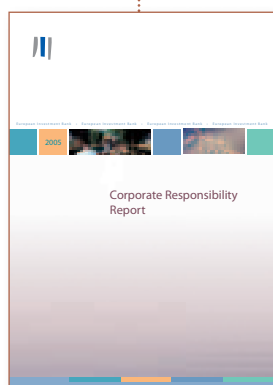 European Investment Bank • European Investment Bank • European Investment Bank • European Investment Bank
2005
Corporate Responsibility
Report